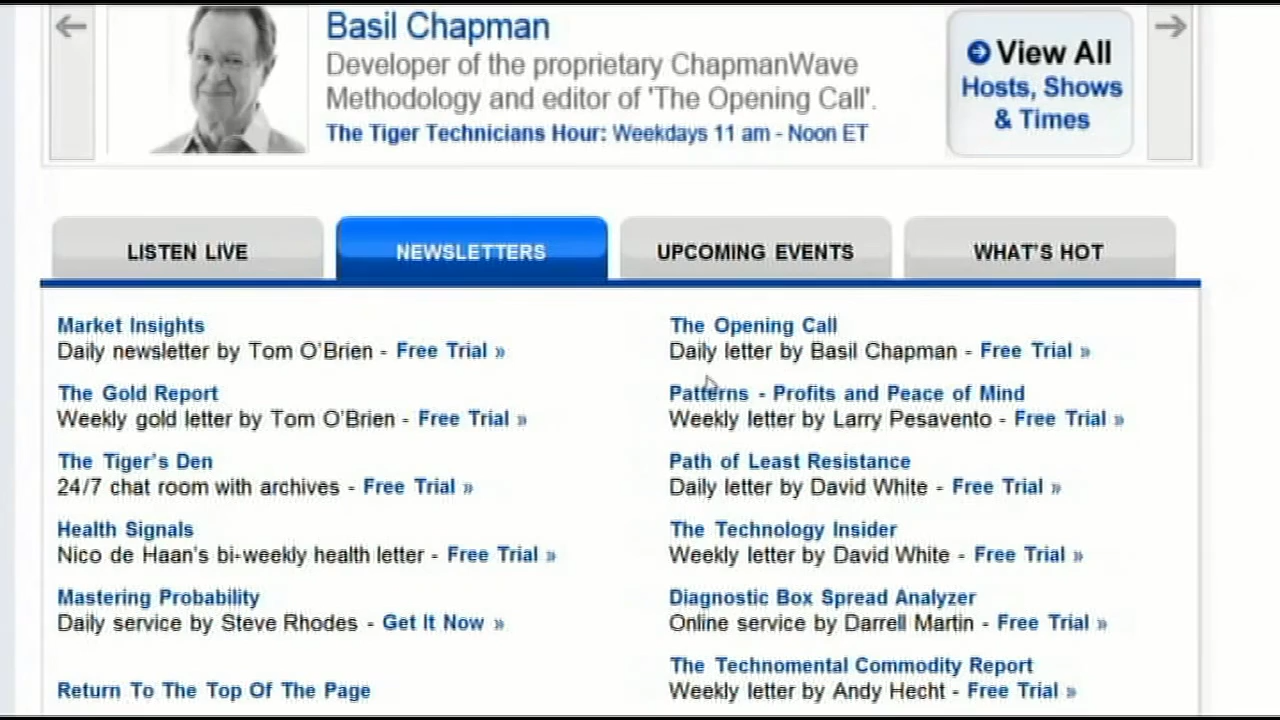 Basil Chapman
Developer of the proprietary ChapmanWave
Methodology and editor of 'The Opening Call'.
The Tiger Technicians Hour: Weekdays 11 am - Noon ET
View All
Hosts, Shows
& Times
LISTEN LIVE
NEWSLETTERS
UPCOMING EVENTS
WHAT'S HOT
Market Insights
Daily newsletter by Tom O'Brien - Free Trial »
The Gold Report
Weekly gold letter by Tom O'Brien - Free Trial »
The Tiger's Den
24/7 chat room with archives - Free Trial »
Health Signals
Nico de Haan's bi-weekly health letter - Free Trial »
Mastering Probability
Daily service by Steve Rhodes - Get It Now »
Return To The Top Of The Page
The Opening Call
Daily letter by Basil Chapman - Free Trial »
Patterns - Profits and Peace of Mind
Weekly letter by Larry Pesavento - Free Trial »
Path of Least Resistance
Daily letter by David White - Free Trial »
The Technology Insider
Weekly letter by David White - Free Trial »
Diagnostic Box Spread Analyzer
Online service by Darrell Martin - Free Trial »
The Technomental Commodity Report
Weekly letter by Andy Hecht - Free Trial »